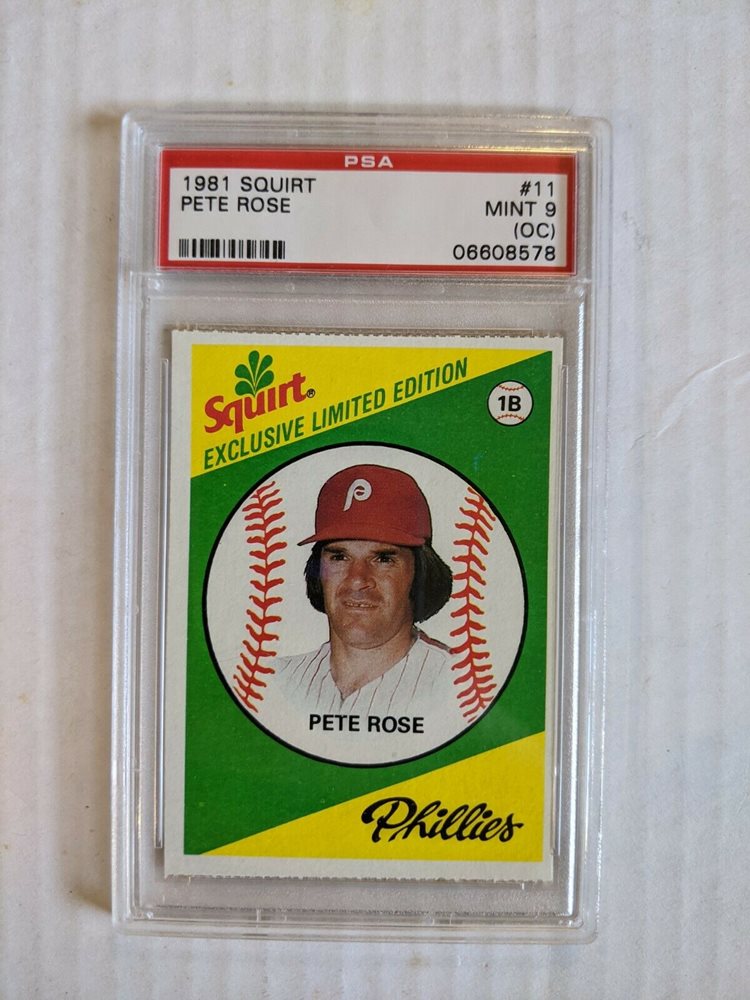 PSA
1981 SQUIRT #11
PETE ROSE MINT 9
(OC)
06608578
Squirt®
EXCLUSIVE LIMITED EDITION
1B
P
PETE ROSE
Phillies